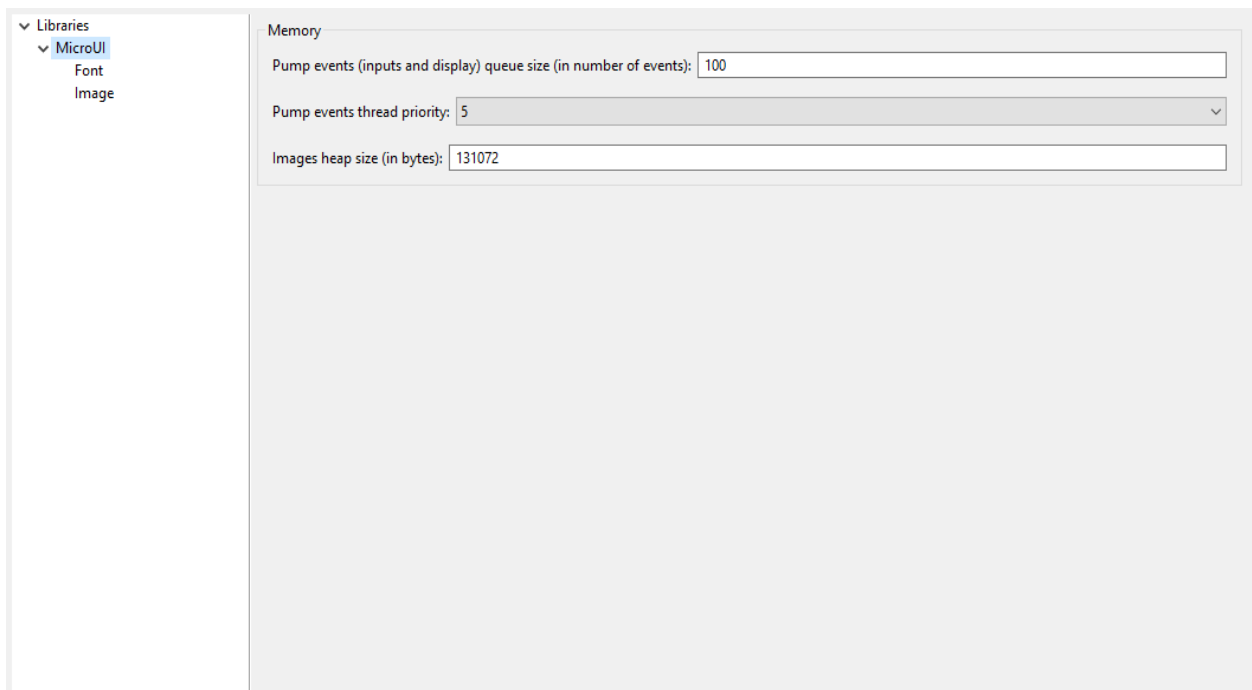 Libraries
MicroUI
Font
Image
Memory
Pump events (inputs and display) queue size (in number of events): 100
Pump events thread priority: 5
Images heap size (in bytes): 131072